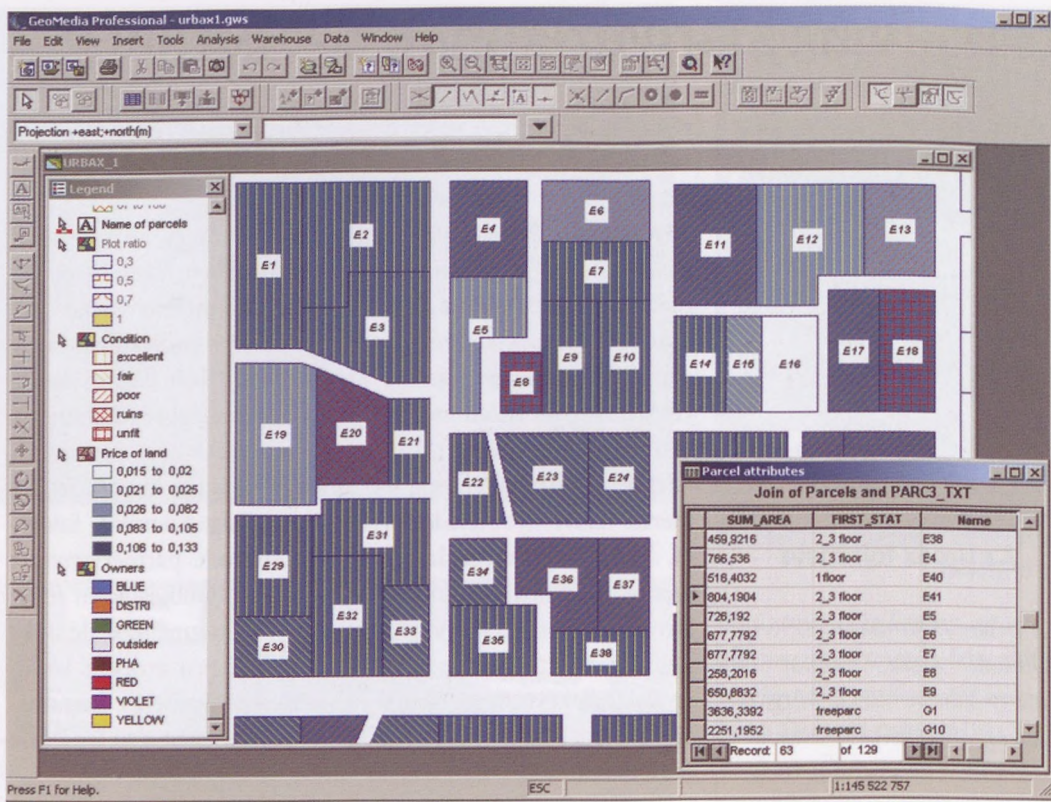 GeoMedia Professional - urbax1.gws
File Edit View Insert Tools Analysis Warehouse Data Window Help
Projection +east;+north(m)
URBAX_1
Legend
Name of parcels
Plot ratio
0,3
0,5
0,7
1
Condition
excellent
fair
poor
ruins
unfit
Price of land
0,015 to 0,02
0,021 to 0,025
0,026 to 0,082
0,083 to 0,105
0,106 to 0,133
Owners
BLUE
DISTRI
GREEN
outsider
PHA
RED
VIOLET
YELLOW
E1 E2 E4 E6 E11 E12 E13
E7
E3 E5 E9 E10 E14 E15 E16 E17 E18
E8
E19 E20 E21 E22 E23 E24
E29 E31 E34 E36 E37
E30 E32 E33 E35 E38
Parcel attributes
Join of Parcels and PARC3_TXT
SUM_AREA FIRST_STAT Name
459,9216 2_3 floor E38
766,536 2_3 floor E4
516,4032 1floor E40
804,1904 2_3 floor E41
726,192 2_3 floor E5
677,7792 2_3 floor E6
677,7792 2_3 floor E7
258,2016 2_3 floor E8
650,8832 2_3 floor E9
3636,3392 freeparc G1
2251,1952 freeparc G10
Record: 63 of 129
Press F1 for Help. ESC 1:145 522 757